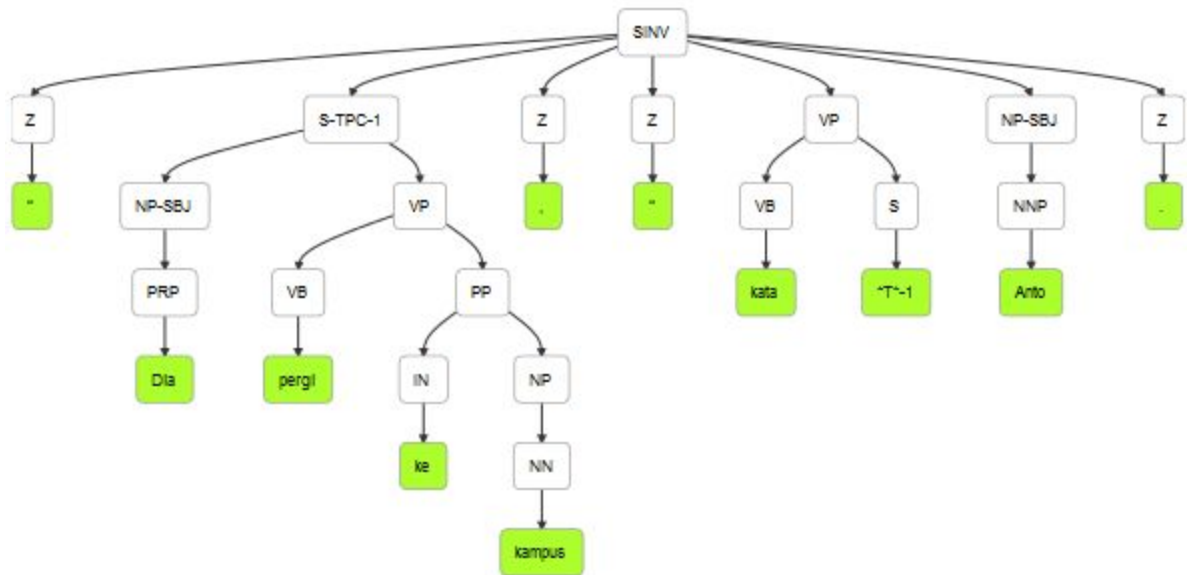 SINV
Z S-TPC-1 Z Z VP NP-SBJ Z
" NP-SBJ VP , " VB S NNP .
PRP VB PP kata *T*-1 Anto
Dia pergi IN NP
ke NN
kampus